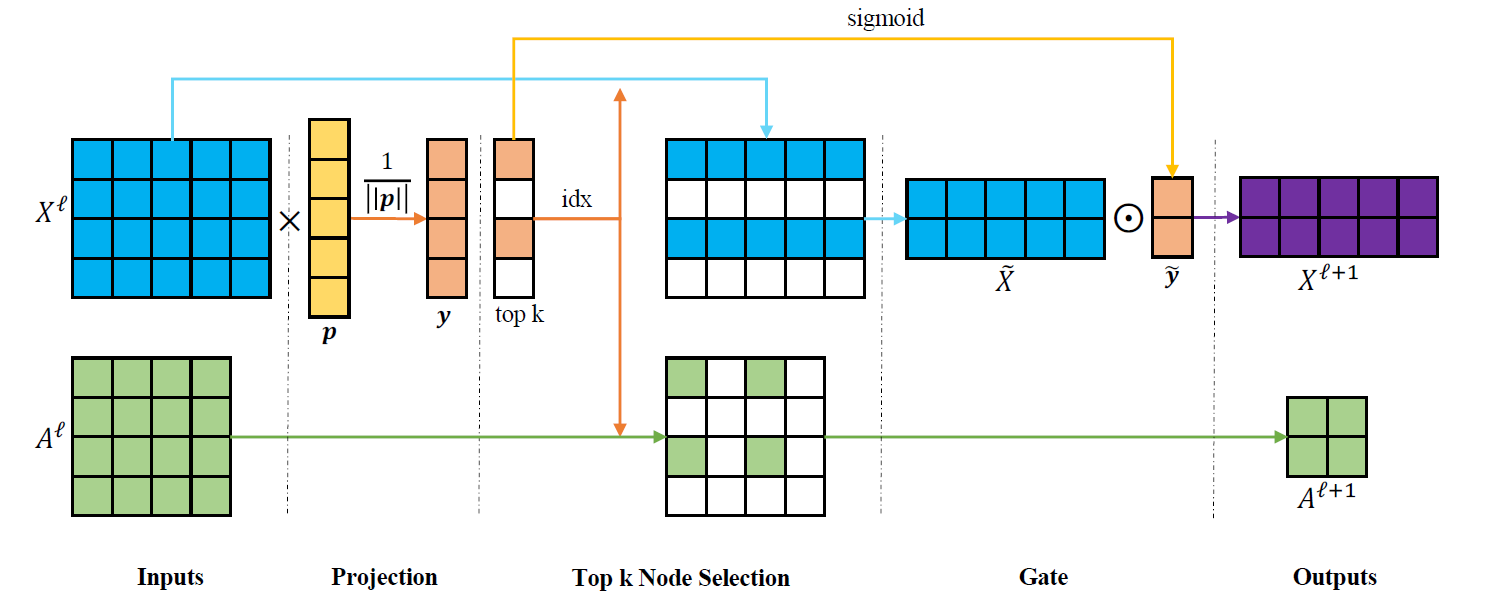 sigmoid
X^ℓ
×
1
||p||
idx
⊙
p
y
top k
X̃
ỹ
X^{ℓ+1}
A^ℓ
A^{ℓ+1}
Inputs Projection Top k Node Selection Gate Outputs